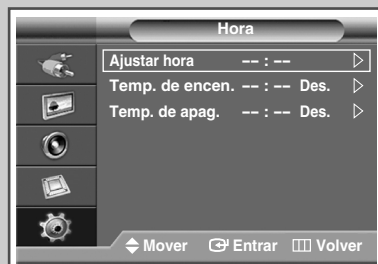 Hora
Ajustar hora -- : --
Temp. de encen. -- : -- Des.
Temp. de apag. -- : -- Des.
Mover Entrar Volver